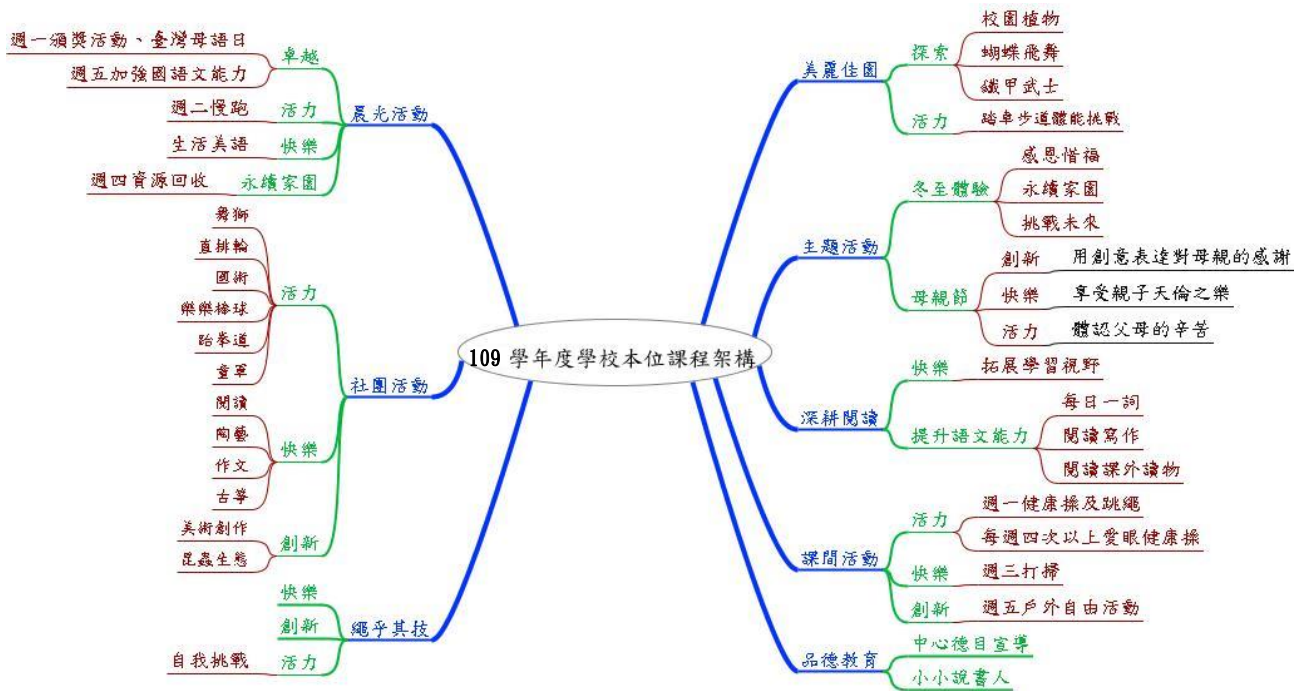 109 學年度學校本位課程架構
晨光活動
卓越
週一頒獎活動、臺灣母語日
週五加強國語文能力
活力
週二慢跑
快樂
生活美語
永續家園
週四資源回收
社團活動
活力
舞獅
直排輪
國術
樂樂棒球
跆拳道
童軍
快樂
閱讀
陶藝
作文
古箏
創新
美術創作
昆蟲生態
繩乎其技
快樂
創新
活力
自我挑戰
美麗佳園
探索
校園植物
蝴蝶飛舞
鐵甲武士
活力
踏皁步道體能挑戰
主題活動
冬至體驗
感恩惜福
永續家園
挑戰未來
母親節
創新
用創意表達對母親的感謝
快樂
享受親子天倫之樂
活力
體認父母的辛苦
深耕閱讀
快樂
拓展學習視野
提升語文能力
每日一詞
閱讀寫作
閱讀課外讀物
課間活動
活力
週一健康操及跳繩
每週四次以上愛眼健康操
快樂
週三打掃
創新
週五戶外自由活動
品德教育
中心德目宣導
小小說書人